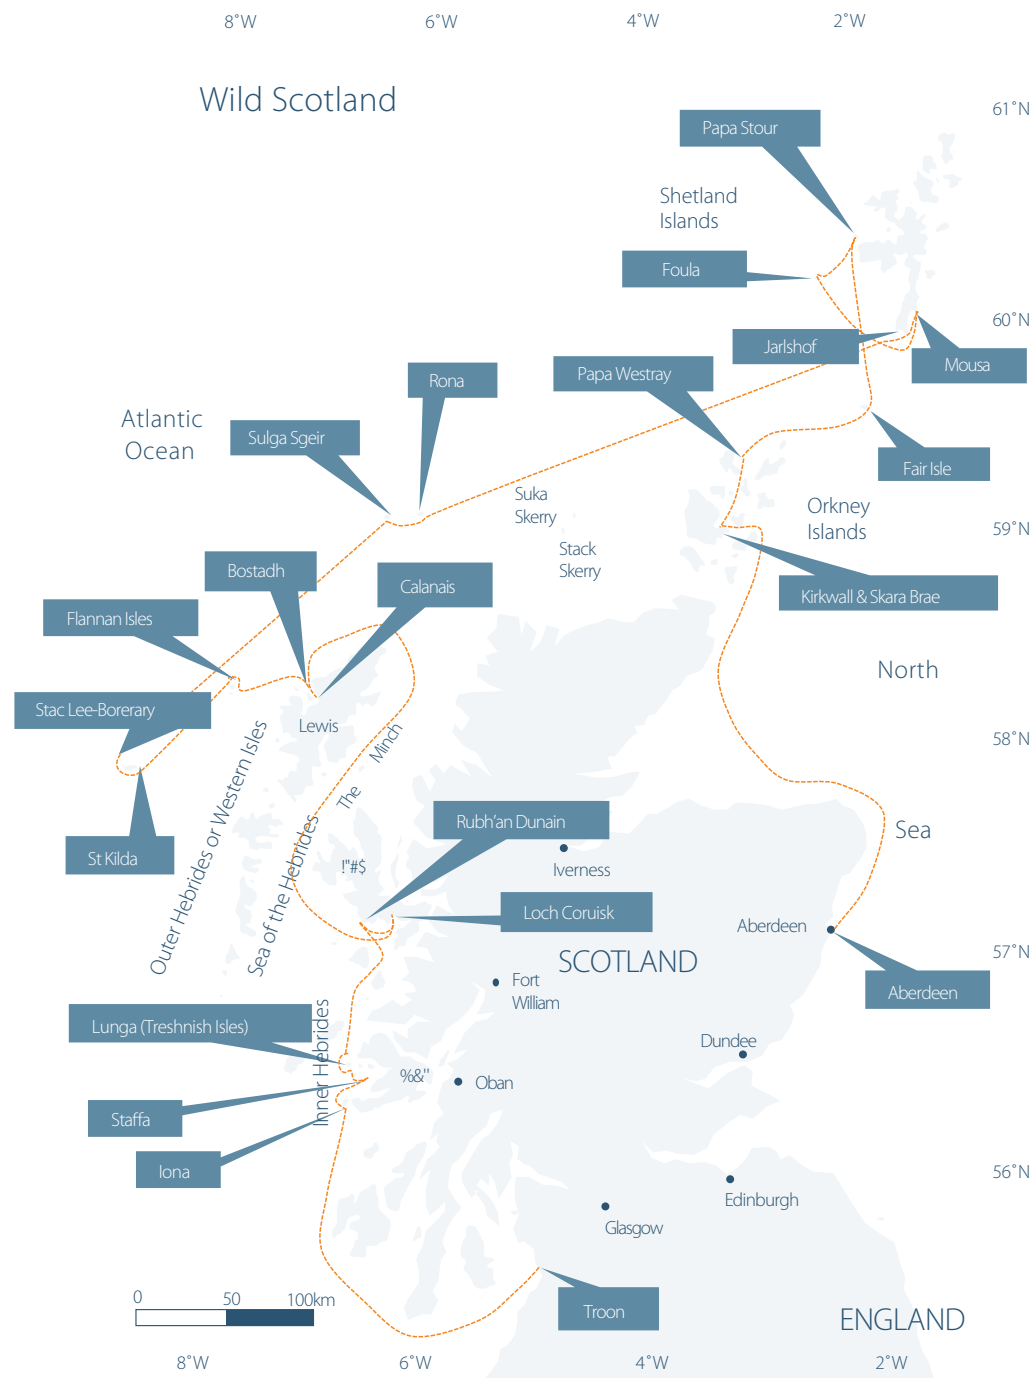 8˚W
6˚W
4˚W
2˚W
Wild Scotland
61˚N
Papa Stour
Shetland
Islands
Foula
60˚N
Jarlshof
Mousa
Papa Westray
Rona
Atlantic
Ocean
Sulga Sgeir
Fair Isle
Suka
Skerry
Orkney
Islands
59˚N
Stack
Skerry
Bostadh
Calanais
Kirkwall & Skara Brae
Flannan Isles
North
Stac Lee-Borerary
Lewis
The Minch
58˚N
Outer Hebrides or Western Isles
Sea of the Hebrides
Rubh'an Dunain
Sea
St Kilda
!"#$
Iverness
Loch Coruisk
Aberdeen
57˚N
SCOTLAND
Fort
William
Aberdeen
Inner Hebrides
Lunga (Treshnish Isles)
Dundee
%&"
Oban
Staffa
Iona
56˚N
Edinburgh
Glasgow
0 50 100km
Troon
ENGLAND
8˚W
6˚W
4˚W
2˚W